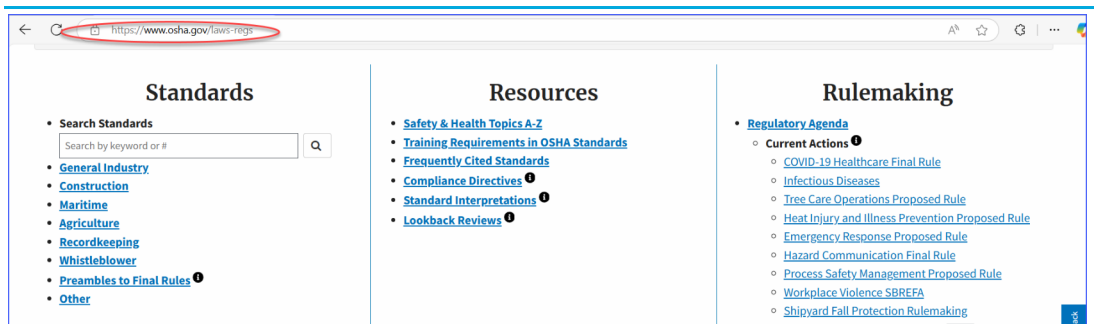 https://www.osha.gov/laws-regs
Standards
Search Standards
Search by keyword or #
General Industry
Construction
Maritime
Agriculture
Recordkeeping
Whistleblower
Preambles to Final Rules
Other
Resources
Safety & Health Topics A-Z
Training Requirements in OSHA Standards
Frequently Cited Standards
Compliance Directives
Standard Interpretations
Lookback Reviews
Rulemaking
Regulatory Agenda
Current Actions
COVID-19 Healthcare Final Rule
Infectious Diseases
Tree Care Operations Proposed Rule
Heat Injury and Illness Prevention Proposed Rule
Emergency Response Proposed Rule
Hazard Communication Final Rule
Process Safety Management Proposed Rule
Workplace Violence SBREFA
Shipyard Fall Protection Rulemaking